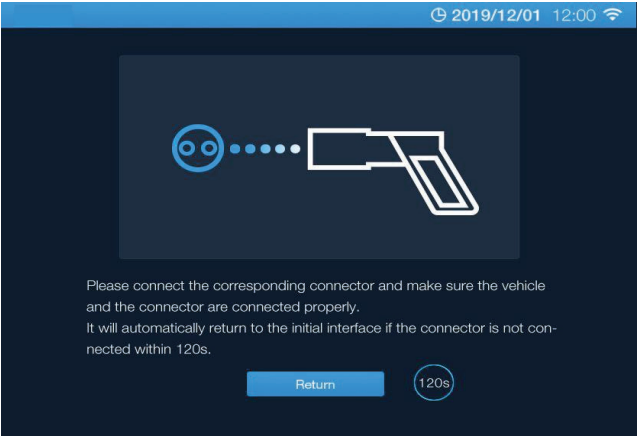 2019/12/01 12:00
Please connect the corresponding connector and make sure the vehicle
and the connector are connected properly.
It will automatically return to the initial interface if the connector is not con-
nected within 120s.
Return 120s